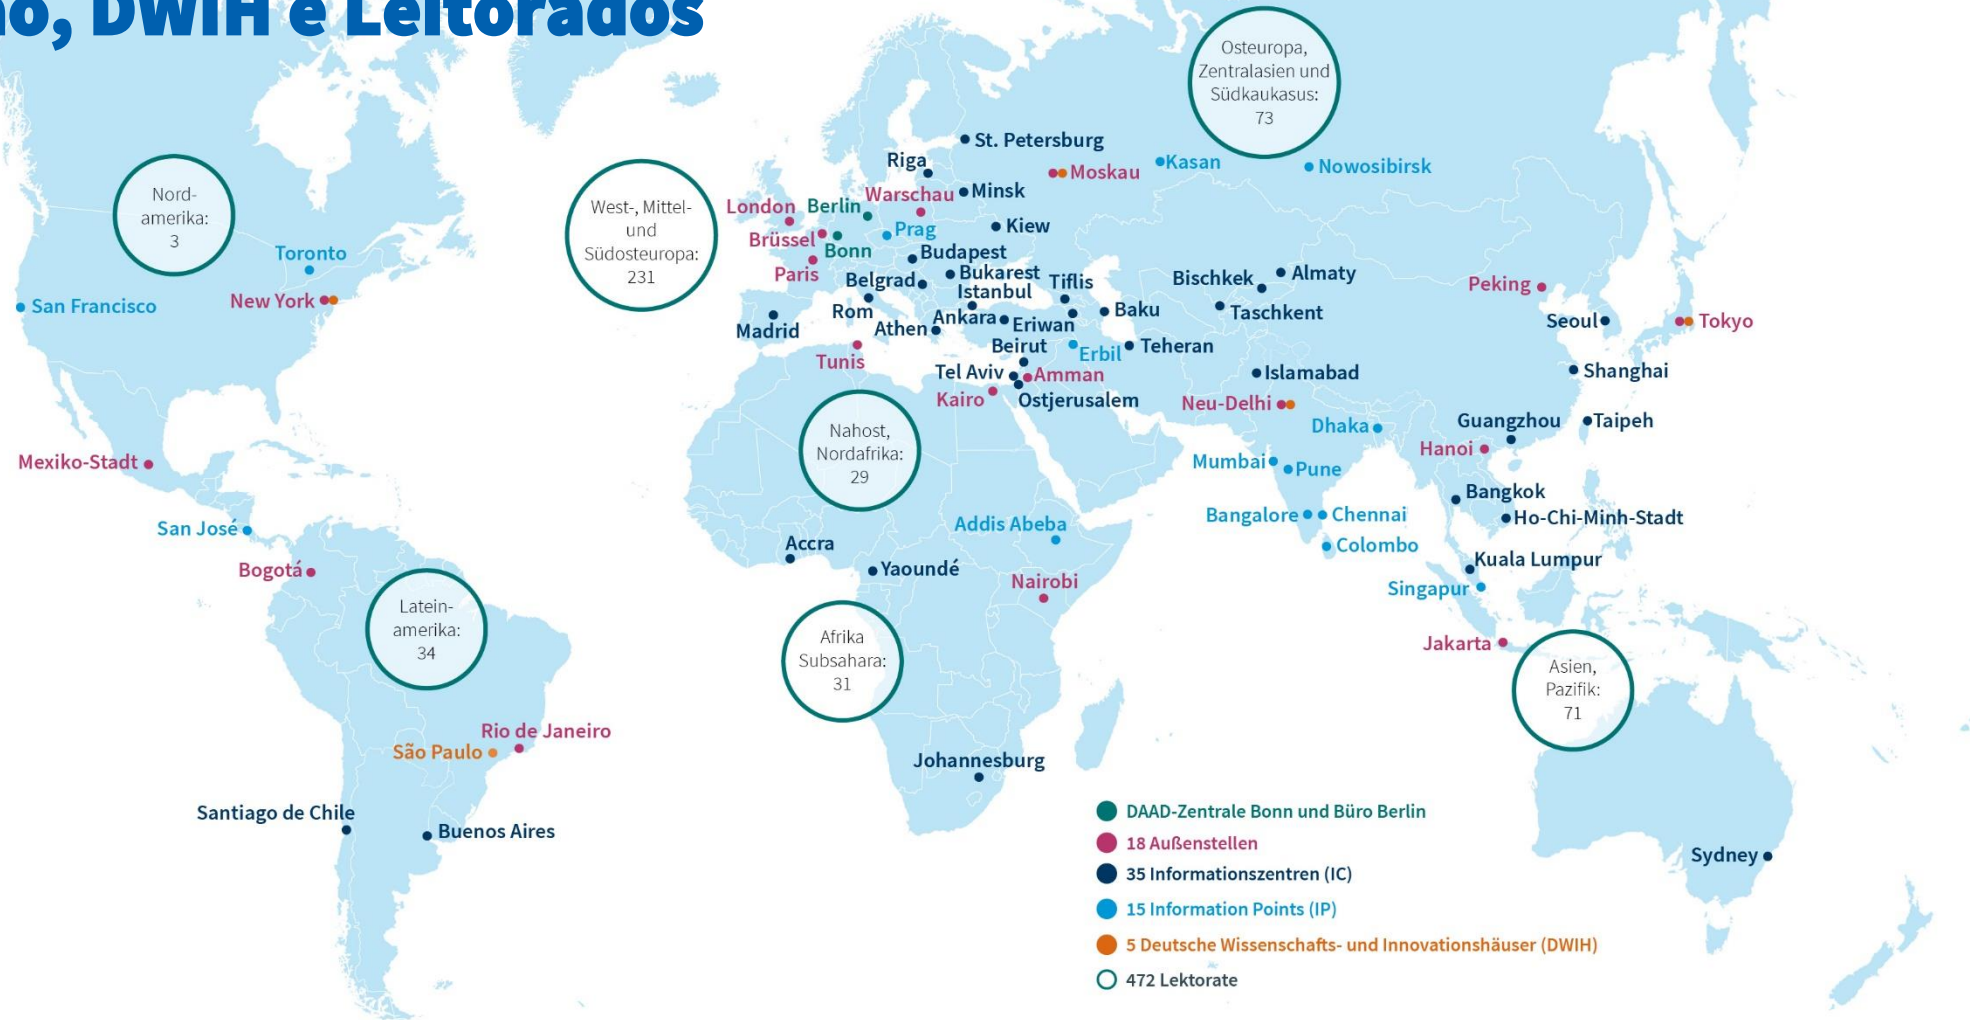 o, DWIH e Leitorados
Osteuropa,
Zentralasien und
Südkaukasus:
73
Nord-
amerika:
3
West-, Mittel-
und
Südosteuropa:
231
St. Petersburg
Riga
Moskau
Kasan
Nowosibirsk
Warschau
Minsk
London
Berlin
Kiew
Prag
Brüssel
Bonn
Budapest
Paris
Bukarest
Belgrad
Istanbul
Tiflis
Bischkek
Almaty
Toronto
New York
San Francisco
Rom
Madrid
Athen
Ankara
Eriwan
Baku
Taschkent
Peking
Seoul
Tokyo
Beirut
Erbil
Teheran
Tunis
Tel Aviv
Amman
Kairo
Ostjerusalem
Islamabad
Shanghai
Neu-Delhi
Dhaka
Guangzhou
Taipeh
Hanoi
Mumbai
Pune
Nahost,
Nordafrika:
29
Mexiko-Stadt
San José
Bogotá
Bangkok
Bangalore
Chennai
Ho-Chi-Minh-Stadt
Addis Abeba
Colombo
Accra
Yaoundé
Nairobi
Kuala Lumpur
Singapur
Jakarta
Latein-
amerika:
34
Afrika
Subsahara:
31
Asien,
Pazifik:
71
Rio de Janeiro
São Paulo
Johannesburg
Santiago de Chile
Buenos Aires
Sydney
DAAD-Zentrale Bonn und Büro Berlin
18 Außenstellen
35 Informationszentren (IC)
15 Information Points (IP)
5 Deutsche Wissenschafts- und Innovationshäuser (DWIH)
472 Lektorate